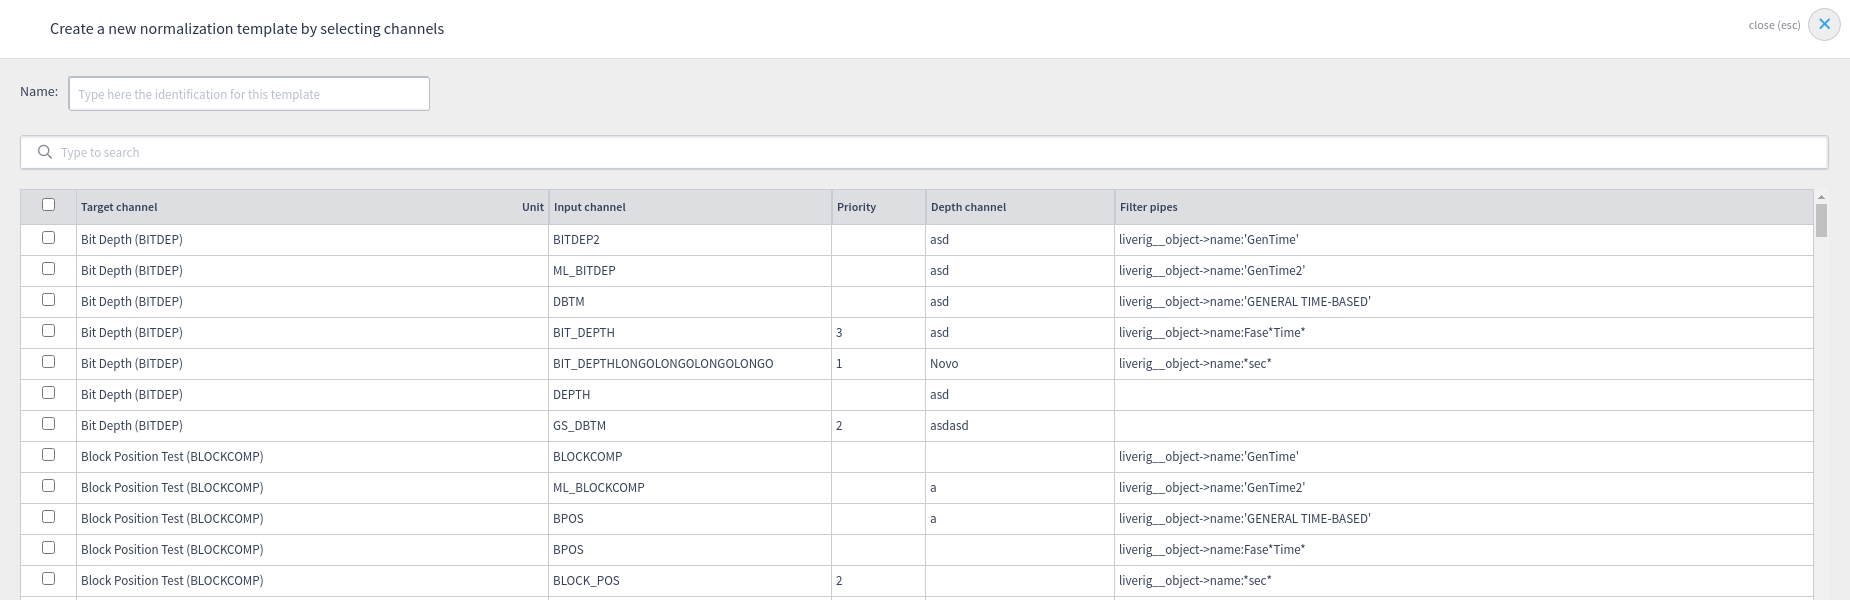 Create a new normalization template by selecting channels close (esc)
Name: Type here the identification for this template
Type to search
Target channel Unit Input channel Priority Depth channel Filter pipes
Bit Depth (BITDEP) BITDEP2 asd liverig__object->name:'GenTime'
Bit Depth (BITDEP) ML_BITDEP asd liverig__object->name:'GenTime2'
Bit Depth (BITDEP) DBTM asd liverig__object->name:'GENERAL TIME-BASED'
Bit Depth (BITDEP) BIT_DEPTH 3 asd liverig__object->name:Fase*Time*
Bit Depth (BITDEP) BIT_DEPTHLONGOLONGOLONGOLONGO 1 Novo liverig__object->name:*sec*
Bit Depth (BITDEP) DEPTH asd
Bit Depth (BITDEP) GS_DBTM 2 asdasd
Block Position Test (BLOCKCOMP) BLOCKCOMP liverig__object->name:'GenTime'
Block Position Test (BLOCKCOMP) ML_BLOCKCOMP a liverig__object->name:'GenTime2'
Block Position Test (BLOCKCOMP) BPOS a liverig__object->name:'GENERAL TIME-BASED'
Block Position Test (BLOCKCOMP) BPOS liverig__object->name:Fase*Time*
Block Position Test (BLOCKCOMP) BLOCK_POS 2 liverig__object->name:*sec*